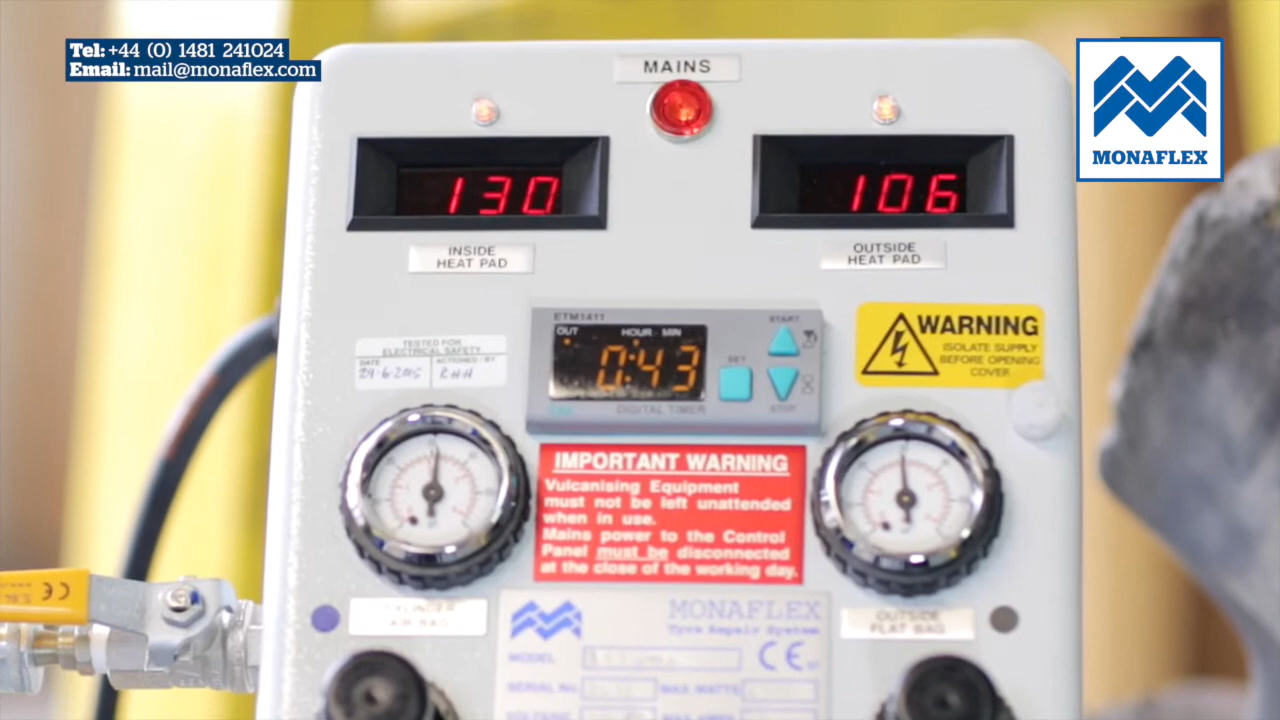 Tel: +44 (0) 1481 241024
Email: mail@monaflex.com
MONAFLEX
MAINS
130
106
INSIDE
HEAT PAD
OUTSIDE
HEAT PAD
ETM1411
START
OUT HOUR MIN
0:43
SET
STOP
DIGITAL TIMER
TESTED FOR
ELECTRICAL SAFETY
DATE ACTIONED BY
WARNING
ISOLATE SUPPLY
BEFORE OPENING
COVER
IMPORTANT WARNING
Vulcanising Equipment
must not be left unattended
when in use.
Mains power to the Control
Panel must be disconnected
at the close of the working day.
CE
AIR BAG
OUTSIDE
FLAT BAG
MONAFLEX
Tyre Repair System
MODEL
CE
SERIAL No. MAX. WATTS
VOLTAGE